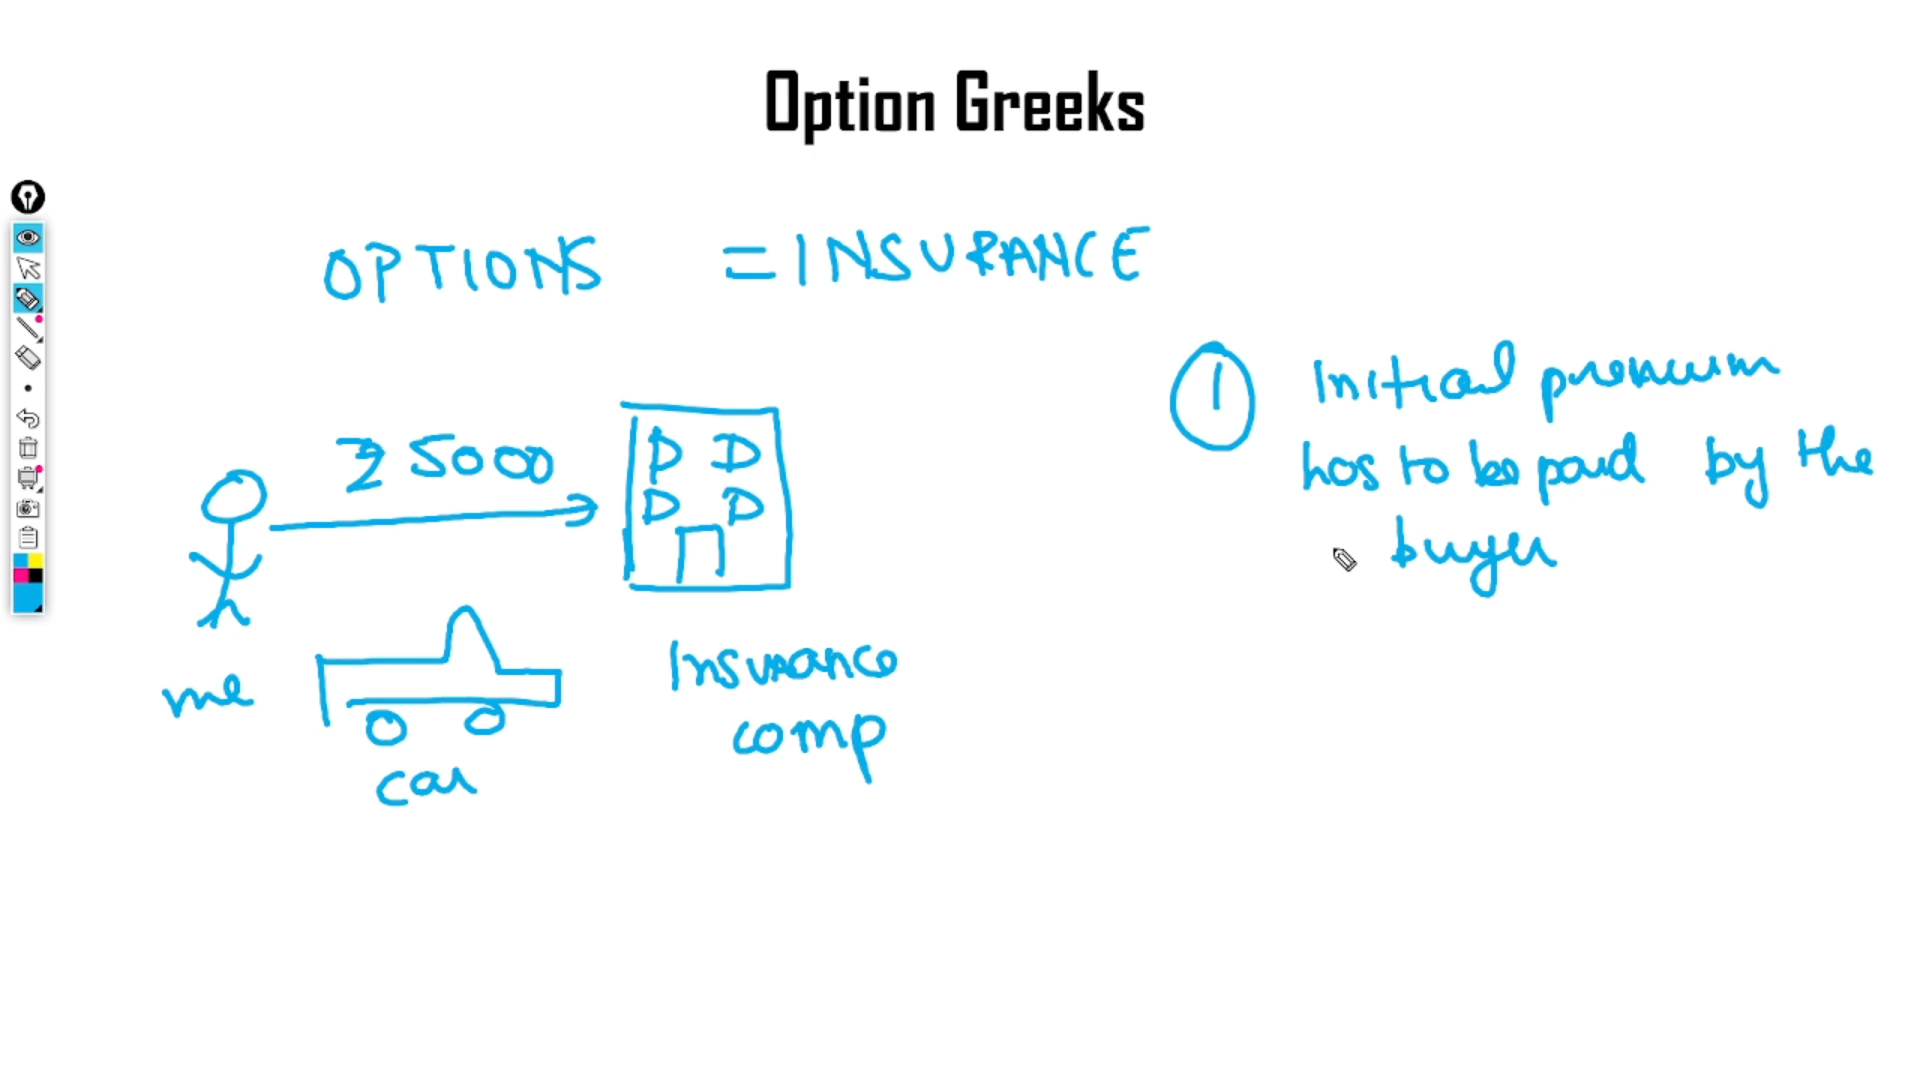 Option Greeks
OPTIONS = INSURANCE
₹ 5000
D D
D D
me
car
Insurance
comp
1 Initial premium
has to be paid by the
buyer